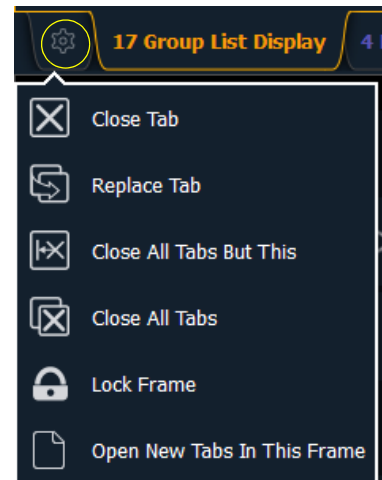 17 Group List Display
4
Close Tab
Replace Tab
Close All Tabs But This
Close All Tabs
Lock Frame
Open New Tabs In This Frame